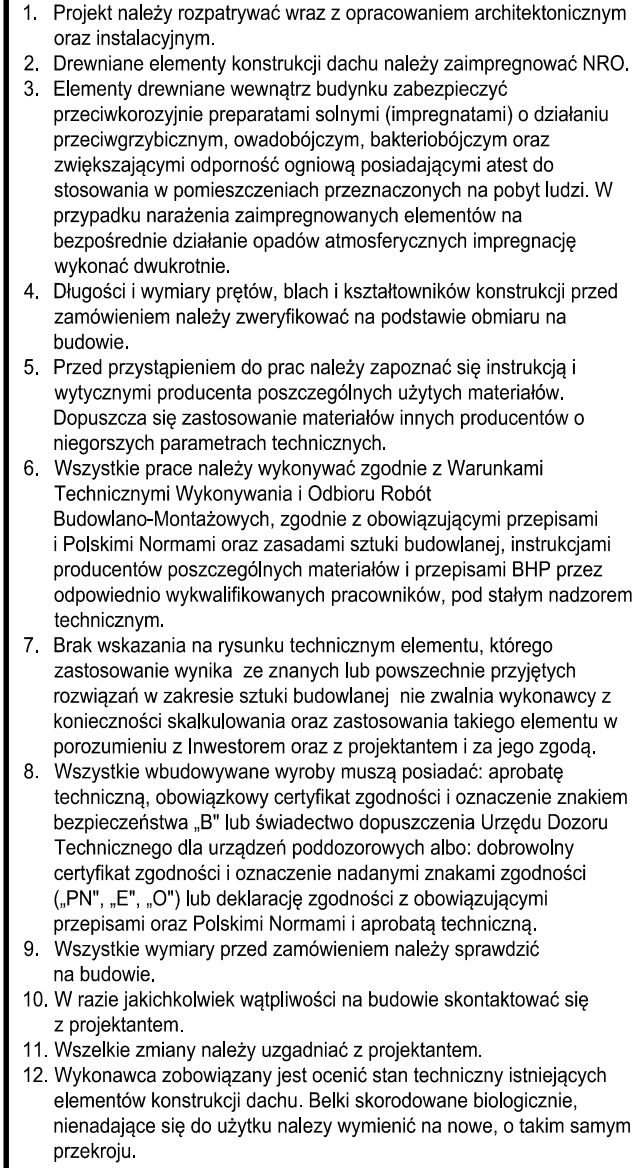 1. Projekt należy rozpatrywać wraz z opracowaniem architektonicznym
oraz instalacyjnym.
2. Drewniane elementy konstrukcji dachu należy zaimpregnować NRO.
3. Elementy drewniane wewnątrz budynku zabezpieczyć
przeciwkorozyjnie preparatami solnymi (impregnatami) o działaniu
przeciwgrzybicznym, owadobójczym, bakteriobójczym oraz
zwiększającymi odporność ogniową posiadającymi atest do
stosowania w pomieszczeniach przeznaczonych na pobyt ludzi. W
przypadku narażenia zaimpregnowanych elementów na
bezpośrednie działanie opadów atmosferycznych impregnację
wykonać dwukrotnie.
4. Długości i wymiary prętów, blach i kształtowników konstrukcji przed
zamówieniem należy zweryfikować na podstawie obmiaru na
budowie.
5. Przed przystąpieniem do prac należy zapoznać się instrukcją i
wytycznymi producenta poszczególnych użytych materiałów.
Dopuszcza się zastosowanie materiałów innych producentów o
niegorszych parametrach technicznych.
6. Wszystkie prace należy wykonywać zgodnie z Warunkami
Technicznymi Wykonywania i Odbioru Robót
Budowlano-Montażowych, zgodnie z obowiązującymi przepisami
i Polskimi Normami oraz zasadami sztuki budowlanej, instrukcjami
producentów poszczególnych materiałów i przepisami BHP przez
odpowiednio wykwalifikowanych pracowników, pod stałym nadzorem
technicznym.
7. Brak wskazania na rysunku technicznym elementu, którego
zastosowanie wynika ze znanych lub powszechnie przyjętych
rozwiązań w zakresie sztuki budowlanej nie zwalnia wykonawcy z
konieczności skalkulowania oraz zastosowania takiego elementu w
porozumieniu z Inwestorem oraz z projektantem i za jego zgodą.
8. Wszystkie wbudowywane wyroby muszą posiadać: aprobatę
techniczną, obowiązkowy certyfikat zgodności i oznaczenie znakiem
bezpieczeństwa „B" lub świadectwo dopuszczenia Urzędu Dozoru
Technicznego dla urządzeń poddozorowych albo: dobrowolny
certyfikat zgodności i oznaczenie nadanymi znakami zgodności
(„PN", „E", „O") lub deklarację zgodności z obowiązującymi
przepisami oraz Polskimi Normami i aprobatą techniczną.
9. Wszystkie wymiary przed zamówieniem należy sprawdzić
na budowie.
10. W razie jakichkolwiek wątpliwości na budowie skontaktować się
z projektantem.
11. Wszelkie zmiany należy uzgadniać z projektantem.
12. Wykonawca zobowiązany jest ocenić stan techniczny istniejących
elementów konstrukcji dachu. Belki skorodowane biologicznie,
nienadające się do użytku nalezy wymienić na nowe, o takim samym
przekroju.